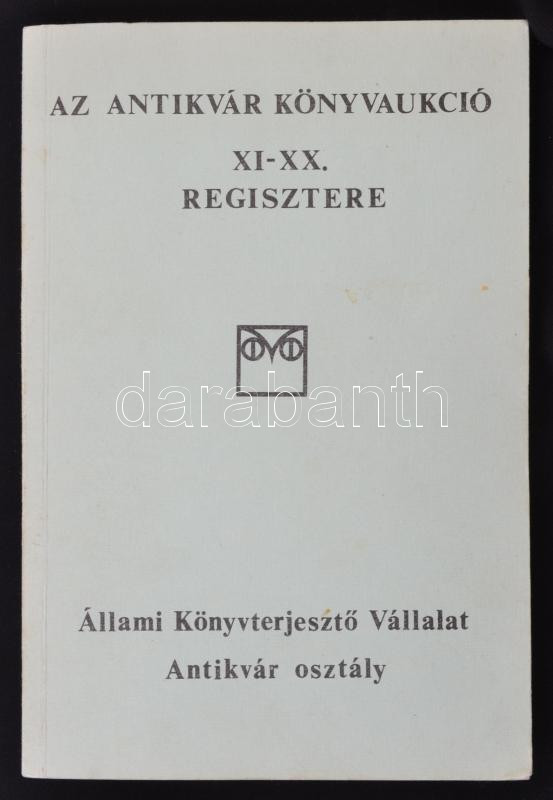 AZ ANTIKVÁR KÖNYVAUKCIÓ
XI-XX.
REGISZTERE
darabanth
Állami Könyvterjesztő Vállalat
Antikvár osztály